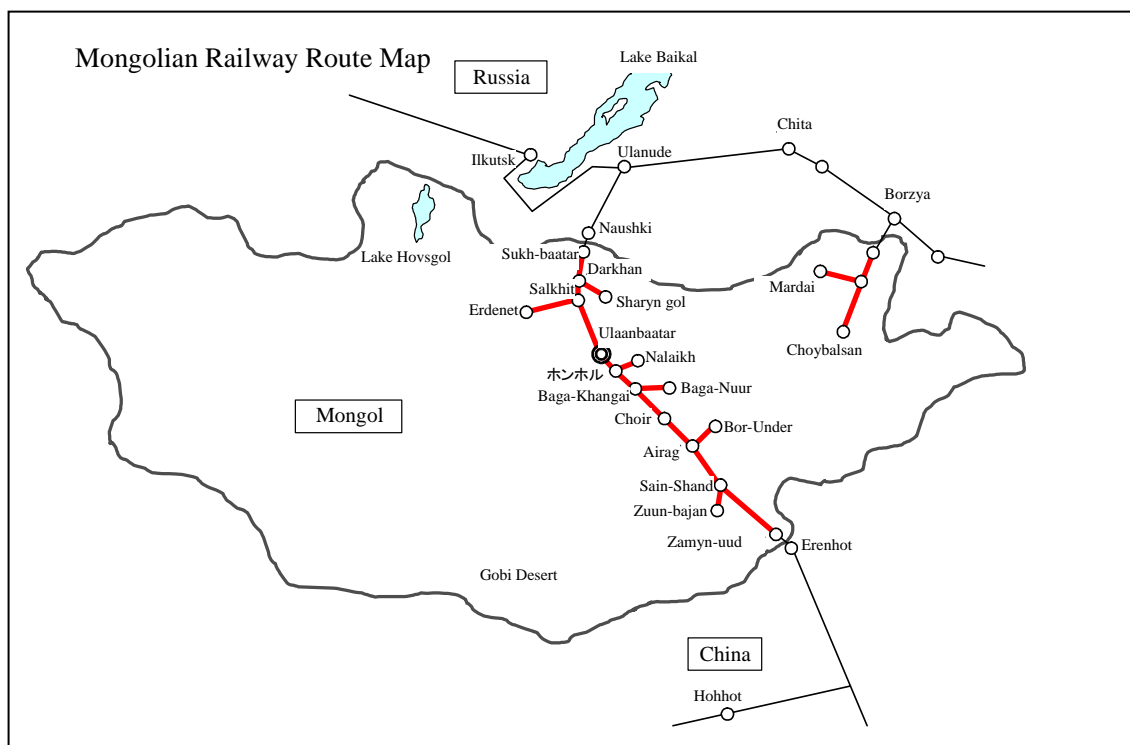 Mongolian Railway Route Map
Lake Baikal
Russia
Chita
Ilkutsk
Ulanude
Borzya
Naushki
Lake Hovsgol
Sukh-baatar
Darkhan
Mardai
Salkhit
Sharyn gol
Erdenet
Ulaanbaatar
Choybalsan
Nalaikh
ホンホル
Baga-Khangai
Baga-Nuur
Mongol
Choir
Bor-Under
Airag
Sain-Shand
Zuun-bajan
Zamyn-uud
Erenhot
Gobi Desert
China
Hohhot